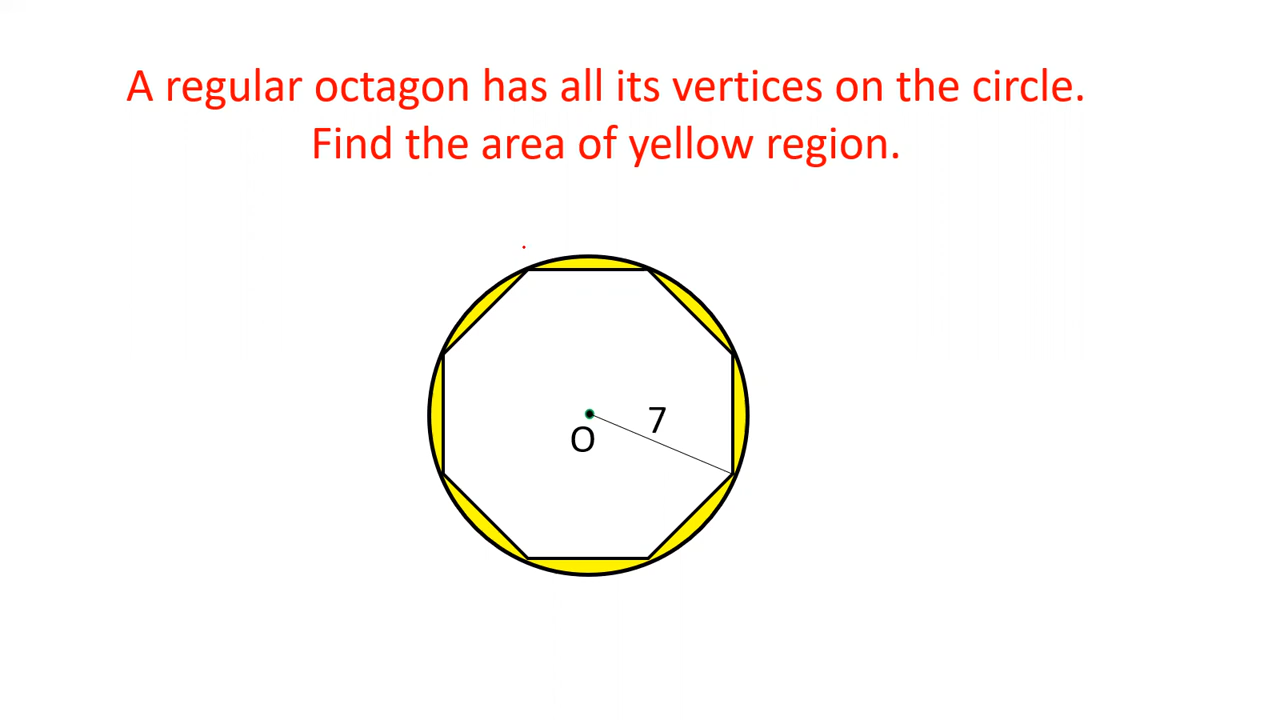 A regular octagon has all its vertices on the circle.
Find the area of yellow region.
7
O